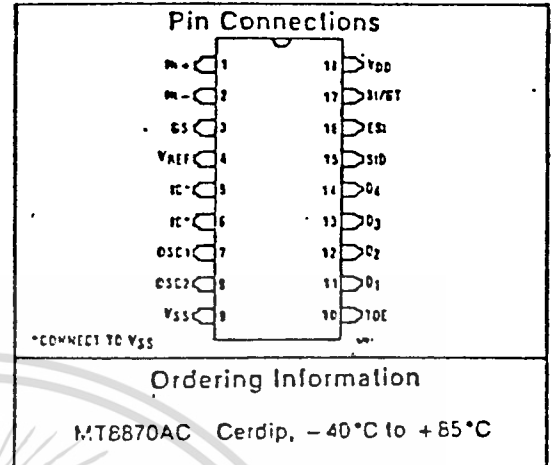 Pin Connections
IN+ 1 18 VDD
IN- 2 17 St/GT
GS 3 16 ESt
VREF 4 15 StD
IC* 5 14 Q4
IC* 6 13 Q3
OSC1 7 12 Q2
OSC2 8 11 Q1
VSS 9 10 TOE
*CONNECT TO VSS
Ordering Information
MT8870AC Cerdip, -40°C to +85°C